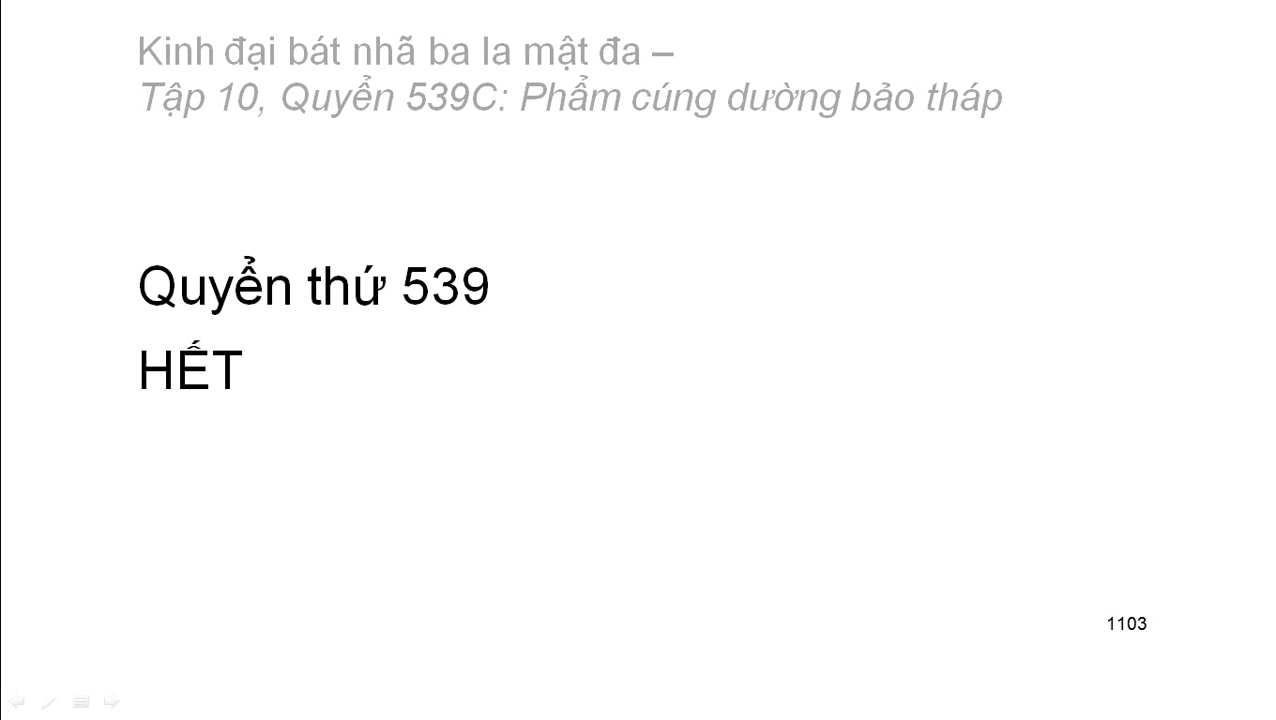 Kinh đại bát nhã ba la mật đa –
Tập 10, Quyển 539C: Phẩm cúng dường bảo tháp
Quyển thứ 539
HẾT
1103